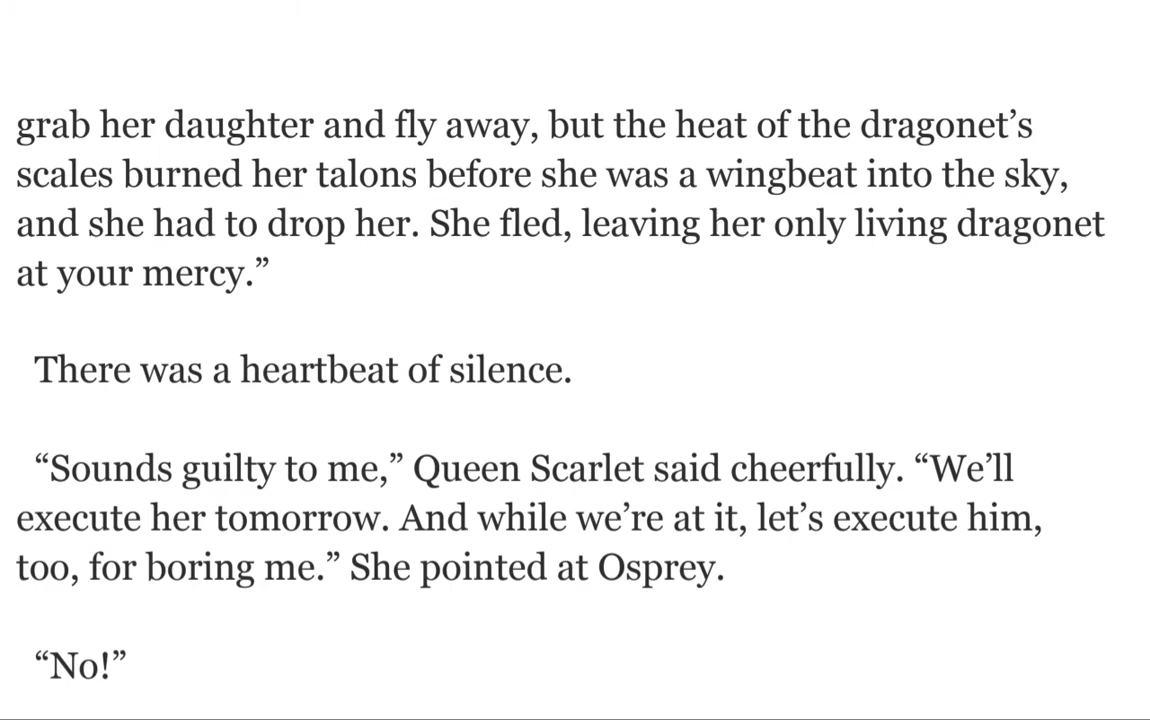 grab her daughter and fly away, but the heat of the dragonet’s
scales burned her talons before she was a wingbeat into the sky,
and she had to drop her. She fled, leaving her only living dragonet
at your mercy.”
There was a heartbeat of silence.
“Sounds guilty to me,” Queen Scarlet said cheerfully. “We’ll
execute her tomorrow. And while we’re at it, let’s execute him,
too, for boring me.” She pointed at Osprey.
“No!”